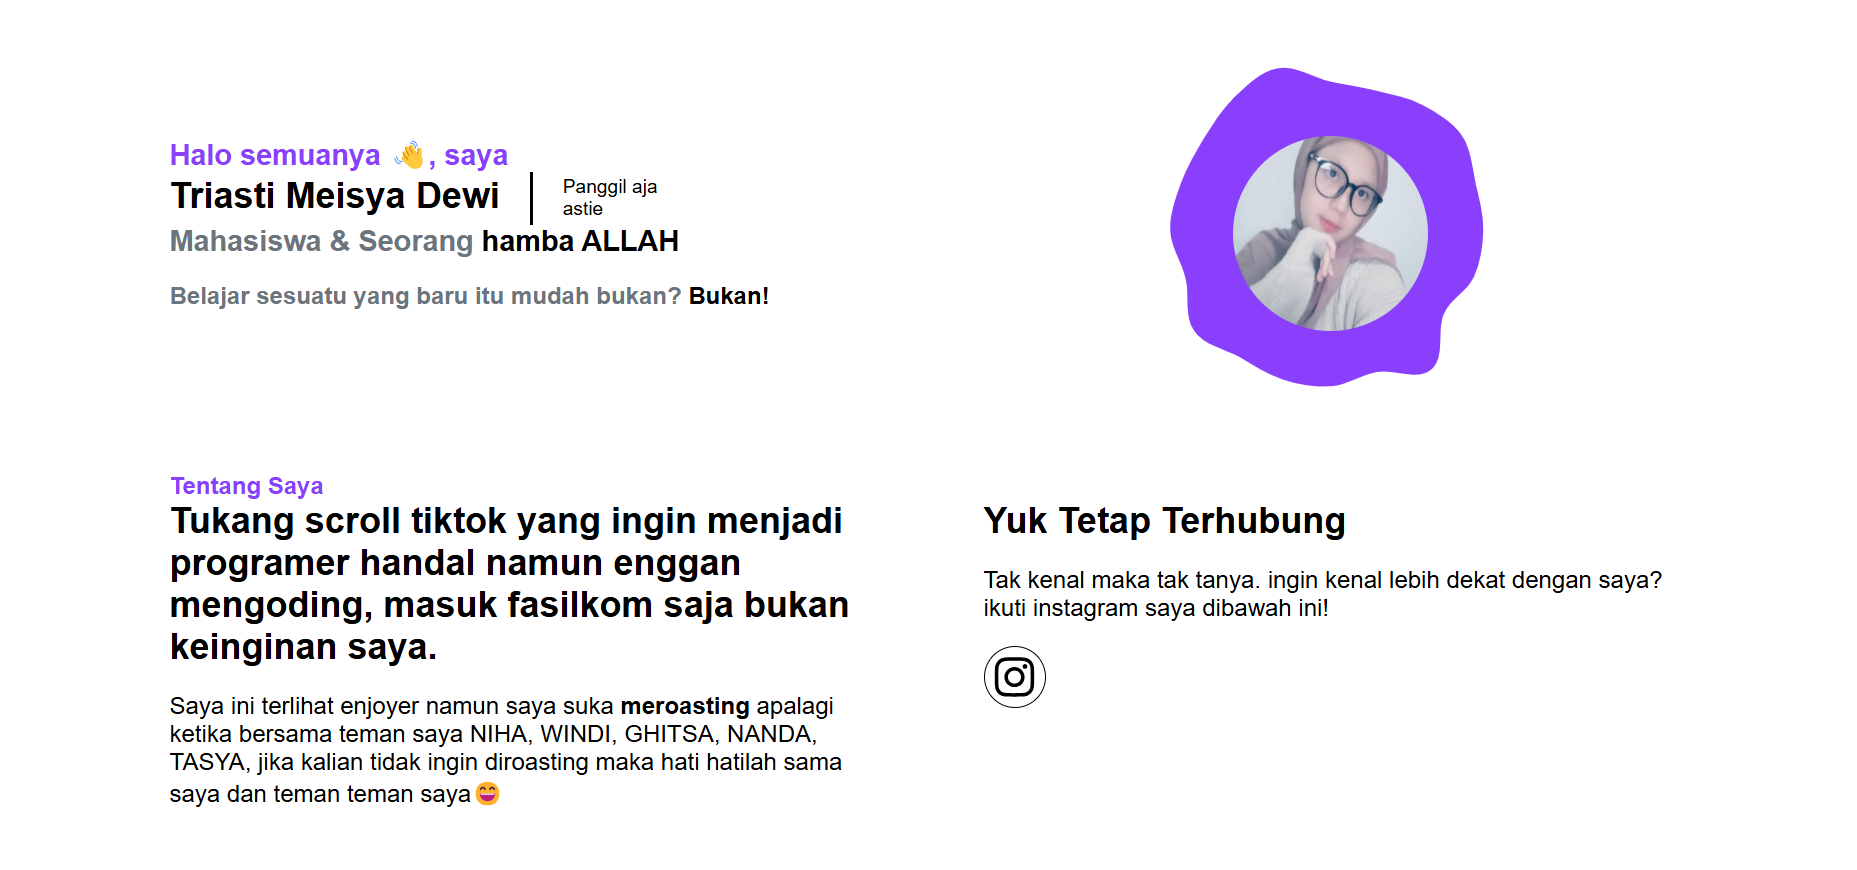 Halo semuanya 👋, saya
Triasti Meisya Dewi
Panggil aja
astie
Mahasiswa & Seorang hamba ALLAH
Belajar sesuatu yang baru itu mudah bukan? Bukan!
Tentang Saya
Tukang scroll tiktok yang ingin menjadi
programer handal namun enggan
mengoding, masuk fasilkom saja bukan
keinginan saya.
Saya ini terlihat enjoyer namun saya suka meroasting apalagi
ketika bersama teman saya NIHA, WINDI, GHITSA, NANDA,
TASYA, jika kalian tidak ingin diroasting maka hati hatilah sama
saya dan teman teman saya😄
Yuk Tetap Terhubung
Tak kenal maka tak tanya. ingin kenal lebih dekat dengan saya?
ikuti instagram saya dibawah ini!